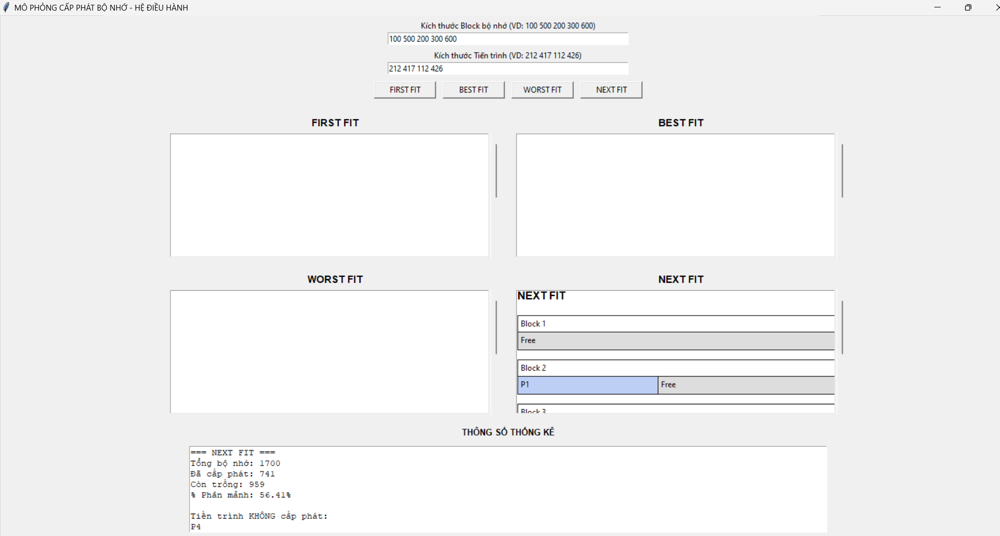 MÔ PHỎNG CẤP PHÁT BỘ NHỚ - HỆ ĐIỀU HÀNH
Kích thước Block bộ nhớ (VD: 100 500 200 300 600)
100 500 200 300 600
Kích thước Tiến trình (VD: 212 417 112 426)
212 417 112 426
FIRST FIT
BEST FIT
WORST FIT
NEXT FIT
FIRST FIT
BEST FIT
WORST FIT
NEXT FIT
NEXT FIT
Block 1
Free
Block 2
P1
Free
Block 3
THÔNG SỐ THỐNG KÊ
=== NEXT FIT ===
Tổng bộ nhớ: 1700
Đã cấp phát: 741
Còn trống: 959
% Phân mảnh: 56.41%
Tiến trình KHÔNG cấp phát:
P4